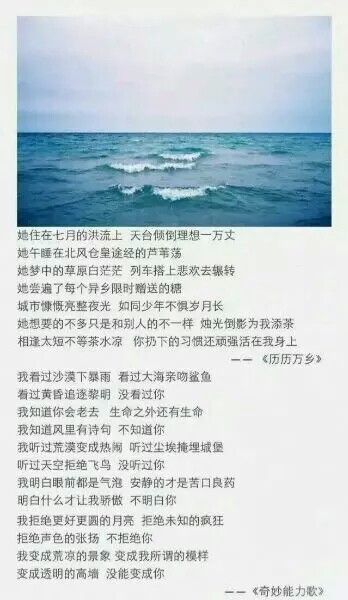 她住在七月的洪流上  天台倾倒理想一万丈
她午睡在北风仓皇途经的芦苇荡
她梦中的草原白茫茫  列车搭上悲欢去辗转
她尝遍了每个异乡限时赠送的糖
城市慷慨亮整夜光  如同少年不惧岁月长
她想要的不多只是和别人的不一样  烛光倒影为我添茶
相逢太短不等茶水凉  你扔下的习惯还顽强活在我身上
—— 《历历万乡》
我看过沙漠下暴雨  看过大海亲吻鲨鱼
看过黄昏追逐黎明  没看过你
我知道你会老去  生命之外还有生命
我知道风里有诗句  不知道你
我听过荒漠变成热闹  听过尘埃掩埋城堡
听过天空拒绝飞鸟  没听过你
我明白眼前都是气泡  安静的才是苦口良药
明白什么才让我骄傲  不明白你
我拒绝更好更圆的月亮  拒绝未知的疯狂
拒绝声色的张扬  不拒绝你
我变成荒凉的景象 变成我所谓的模样
变成透明的高墙  没能变成你
——《奇妙能力歌》